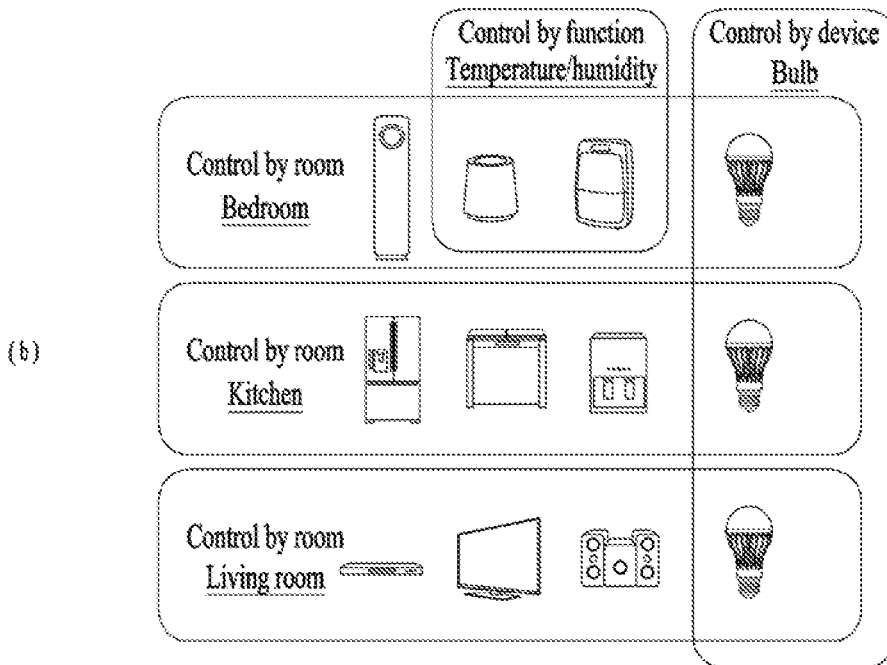 Control by function
Temperature/humidity
Control by device
Bulb
Control by room
Bedroom
(b)
Control by room
Kitchen
Control by room
Living room